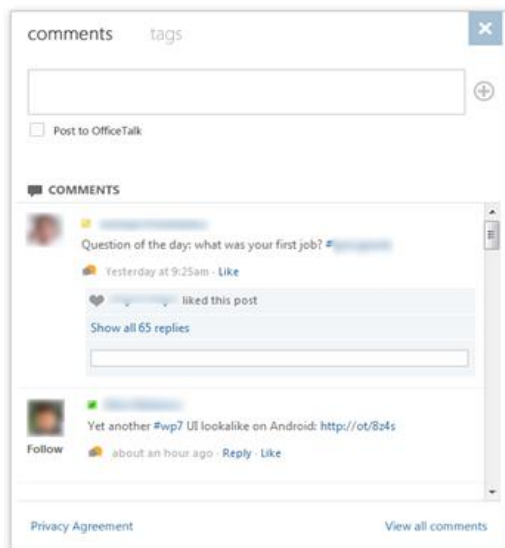 comments tags
Post to OfficeTalk
COMMENTS
Question of the day: what was your first job? #
Yesterday at 9:25am · Like
liked this post
Show all 65 replies
Yet another #wp7 UI lookalike on Android: http://ot/8z4s
Follow
about an hour ago · Reply · Like
Privacy Agreement View all comments